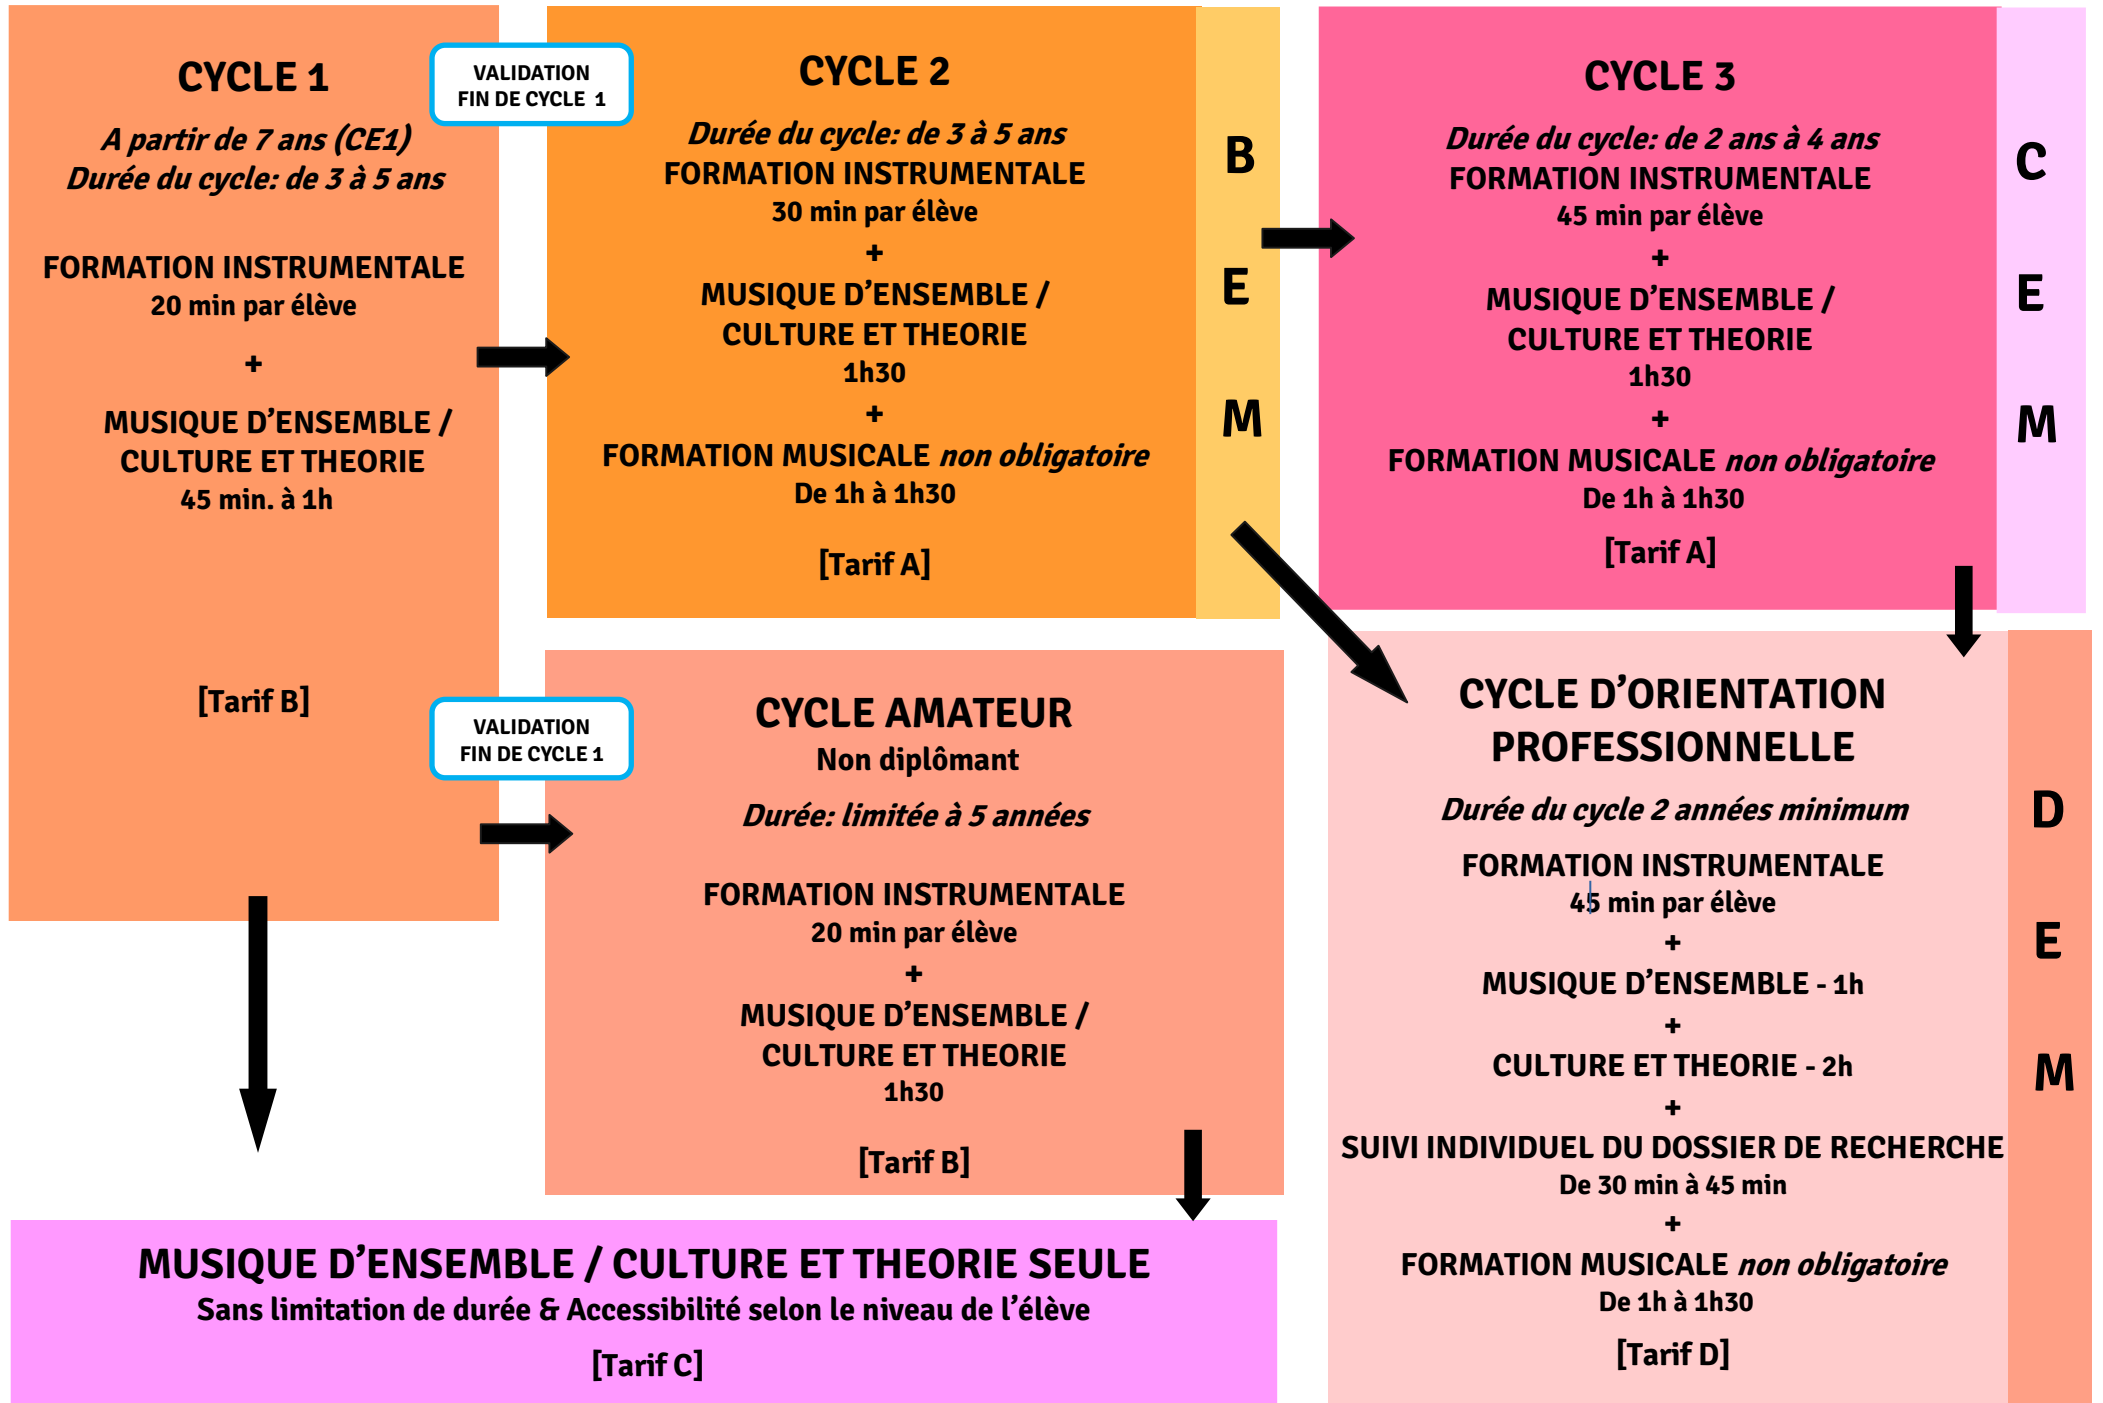 CYCLE 1
A partir de 7 ans (CE1)
Durée du cycle: de 3 à 5 ans
FORMATION INSTRUMENTALE
20 min par élève
+
MUSIQUE D’ENSEMBLE /
CULTURE ET THEORIE
45 min. à 1h
[Tarif B]
VALIDATION
FIN DE CYCLE 1
CYCLE 2
Durée du cycle: de 3 à 5 ans
FORMATION INSTRUMENTALE
30 min par élève
+
MUSIQUE D’ENSEMBLE /
CULTURE ET THEORIE
1h30
+
FORMATION MUSICALE non obligatoire
De 1h à 1h30
[Tarif A]
B
E
M
CYCLE 3
Durée du cycle: de 2 ans à 4 ans
FORMATION INSTRUMENTALE
45 min par élève
+
MUSIQUE D’ENSEMBLE /
CULTURE ET THEORIE
1h30
+
FORMATION MUSICALE non obligatoire
De 1h à 1h30
[Tarif A]
C
E
M
VALIDATION
FIN DE CYCLE 1
CYCLE AMATEUR
Non diplômant
Durée: limitée à 5 années
FORMATION INSTRUMENTALE
20 min par élève
+
MUSIQUE D’ENSEMBLE /
CULTURE ET THEORIE
1h30
[Tarif B]
CYCLE D’ORIENTATION
PROFESSIONNELLE
Durée du cycle 2 années minimum
FORMATION INSTRUMENTALE
45 min par élève
+
MUSIQUE D’ENSEMBLE - 1h
+
CULTURE ET THEORIE - 2h
+
SUIVI INDIVIDUEL DU DOSSIER DE RECHERCHE
De 30 min à 45 min
+
FORMATION MUSICALE non obligatoire
De 1h à 1h30
[Tarif D]
D
E
M
MUSIQUE D’ENSEMBLE / CULTURE ET THEORIE SEULE
Sans limitation de durée & Accessibilité selon le niveau de l’élève
[Tarif C]